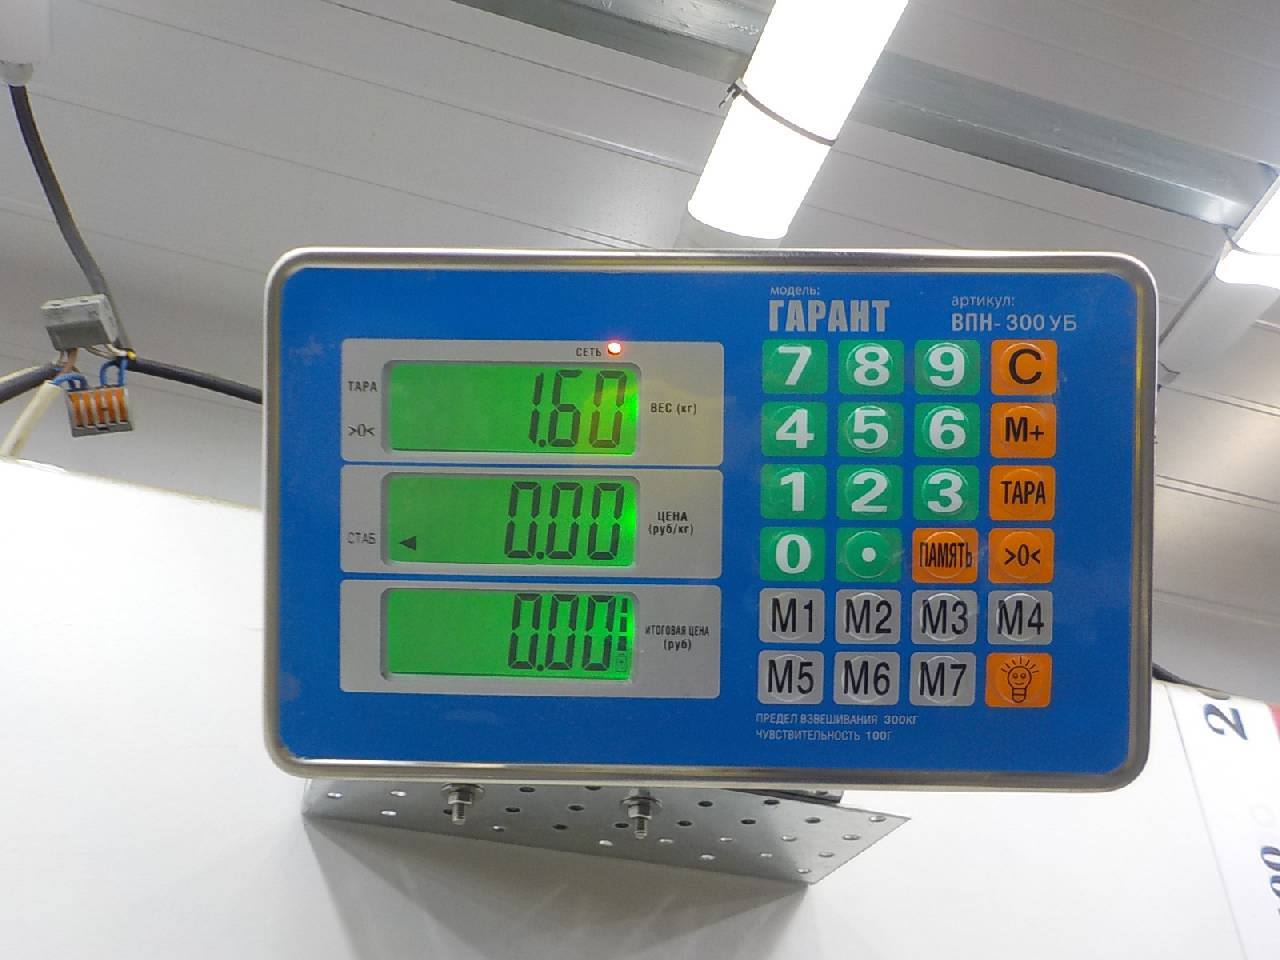 модель:
ГАРАНТ
артикул:
ВПН-300УБ
СЕТЬ
ТАРА
>0<
1.60
ВЕС (кг)
СТАБ
0.00
ЦЕНА
(руб/кг)
0.00
ИТОГОВАЯ ЦЕНА
(руб)
7 8 9 C
4 5 6 M+
1 2 3 ТАРА
0 . ПАМЯТЬ >0<
M1 M2 M3 M4
M5 M6 M7
ПРЕДЕЛ ВЗВЕШИВАНИЯ 300КГ
ЧУВСТВИТЕЛЬНОСТЬ 100Г